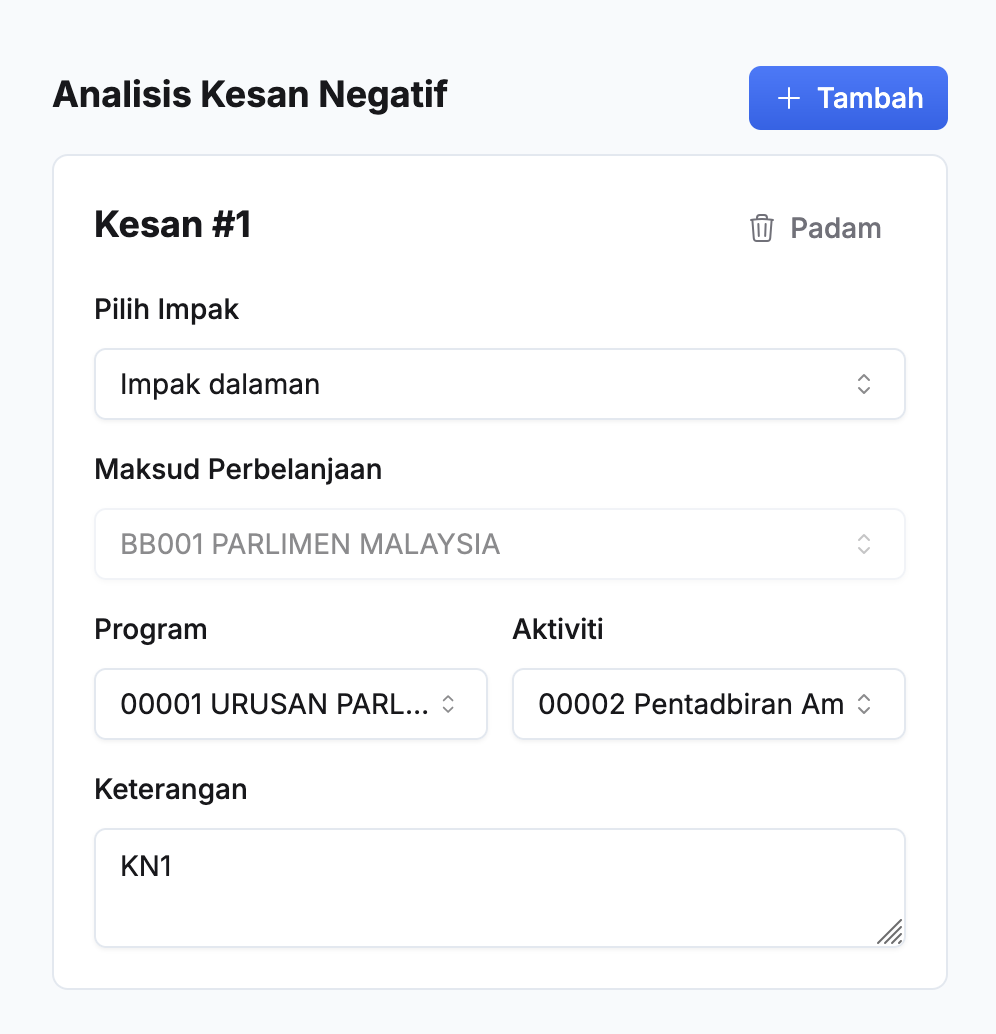 Analisis Kesan Negatif
Tambah
Kesan #1
Padam
Pilih Impak
Impak dalaman
Maksud Perbelanjaan
BB001 PARLIMEN MALAYSIA
Program
Aktiviti
00001 URUSAN PARL...
00002 Pentadbiran Am
Keterangan
KN1